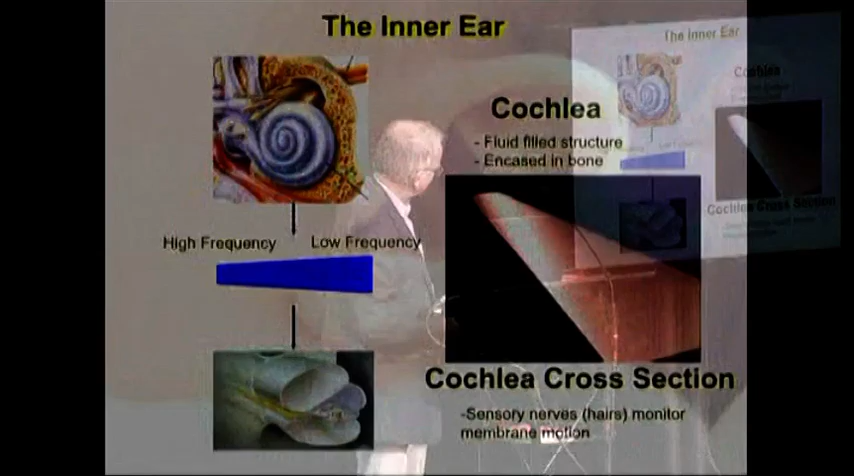 The Inner Ear
Cochlea
- Fluid filled structure
- Encased in bone
High Frequency
Low Frequency
Cochlea Cross Section
-Sensory nerves (hairs) monitor
membrane motion
The Inner Ear
Cochlea
Cochlea Cross Section